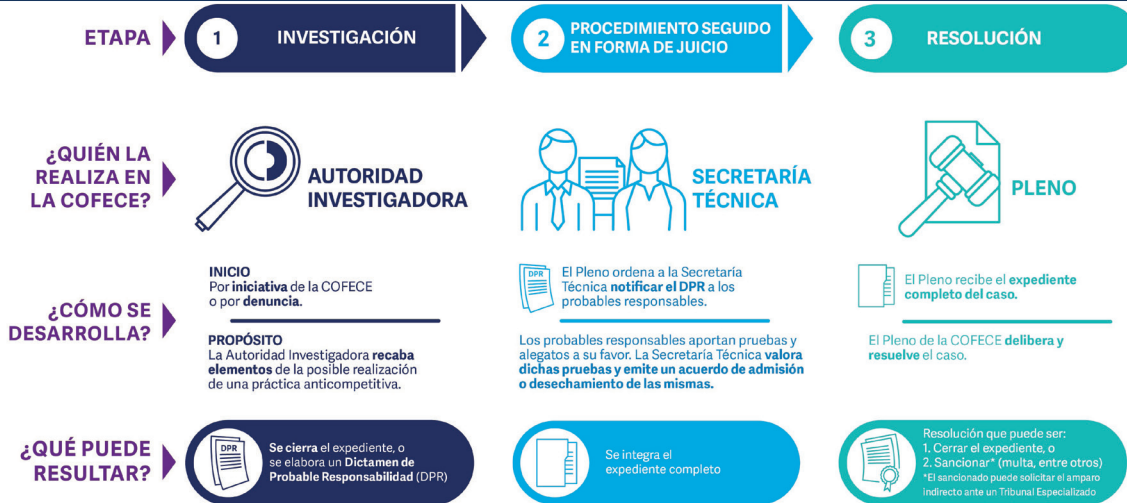 ETAPA
1
INVESTIGACIÓN
2
PROCEDIMIENTO SEGUIDO
EN FORMA DE JUICIO
3
RESOLUCIÓN
¿QUIÉN LA
REALIZA EN
LA COFECE?
AUTORIDAD
INVESTIGADORA
SECRETARÍA
TÉCNICA
PLENO
¿CÓMO SE
DESARROLLA?
INICIO
Por iniciativa de la COFECE
o por denuncia.
PROPÓSITO
La Autoridad Investigadora recaba
elementos de la posible realización
de una práctica anticompetitiva.
DPR
El Pleno ordena a la Secretaría
Técnica notificar el DPR a los
probables responsables.
Los probables responsables aportan pruebas y
alegatos a su favor. La Secretaría Técnica valora
dichas pruebas y emite un acuerdo de admisión
o desechamiento de las mismas.
El Pleno recibe el expediente
completo del caso.
El Pleno de la COFECE delibera y
resuelve el caso.
¿QUÉ PUEDE
RESULTAR?
DPR
Se cierra el expediente, o
se elabora un Dictamen de
Probable Responsabilidad (DPR)
Se integra el
expediente completo
Resolución que puede ser:
1. Cerrar el expediente, o
2. Sancionar* (multa, entre otros)
*El sancionado puede solicitar el amparo
indirecto ante un Tribunal Especializado